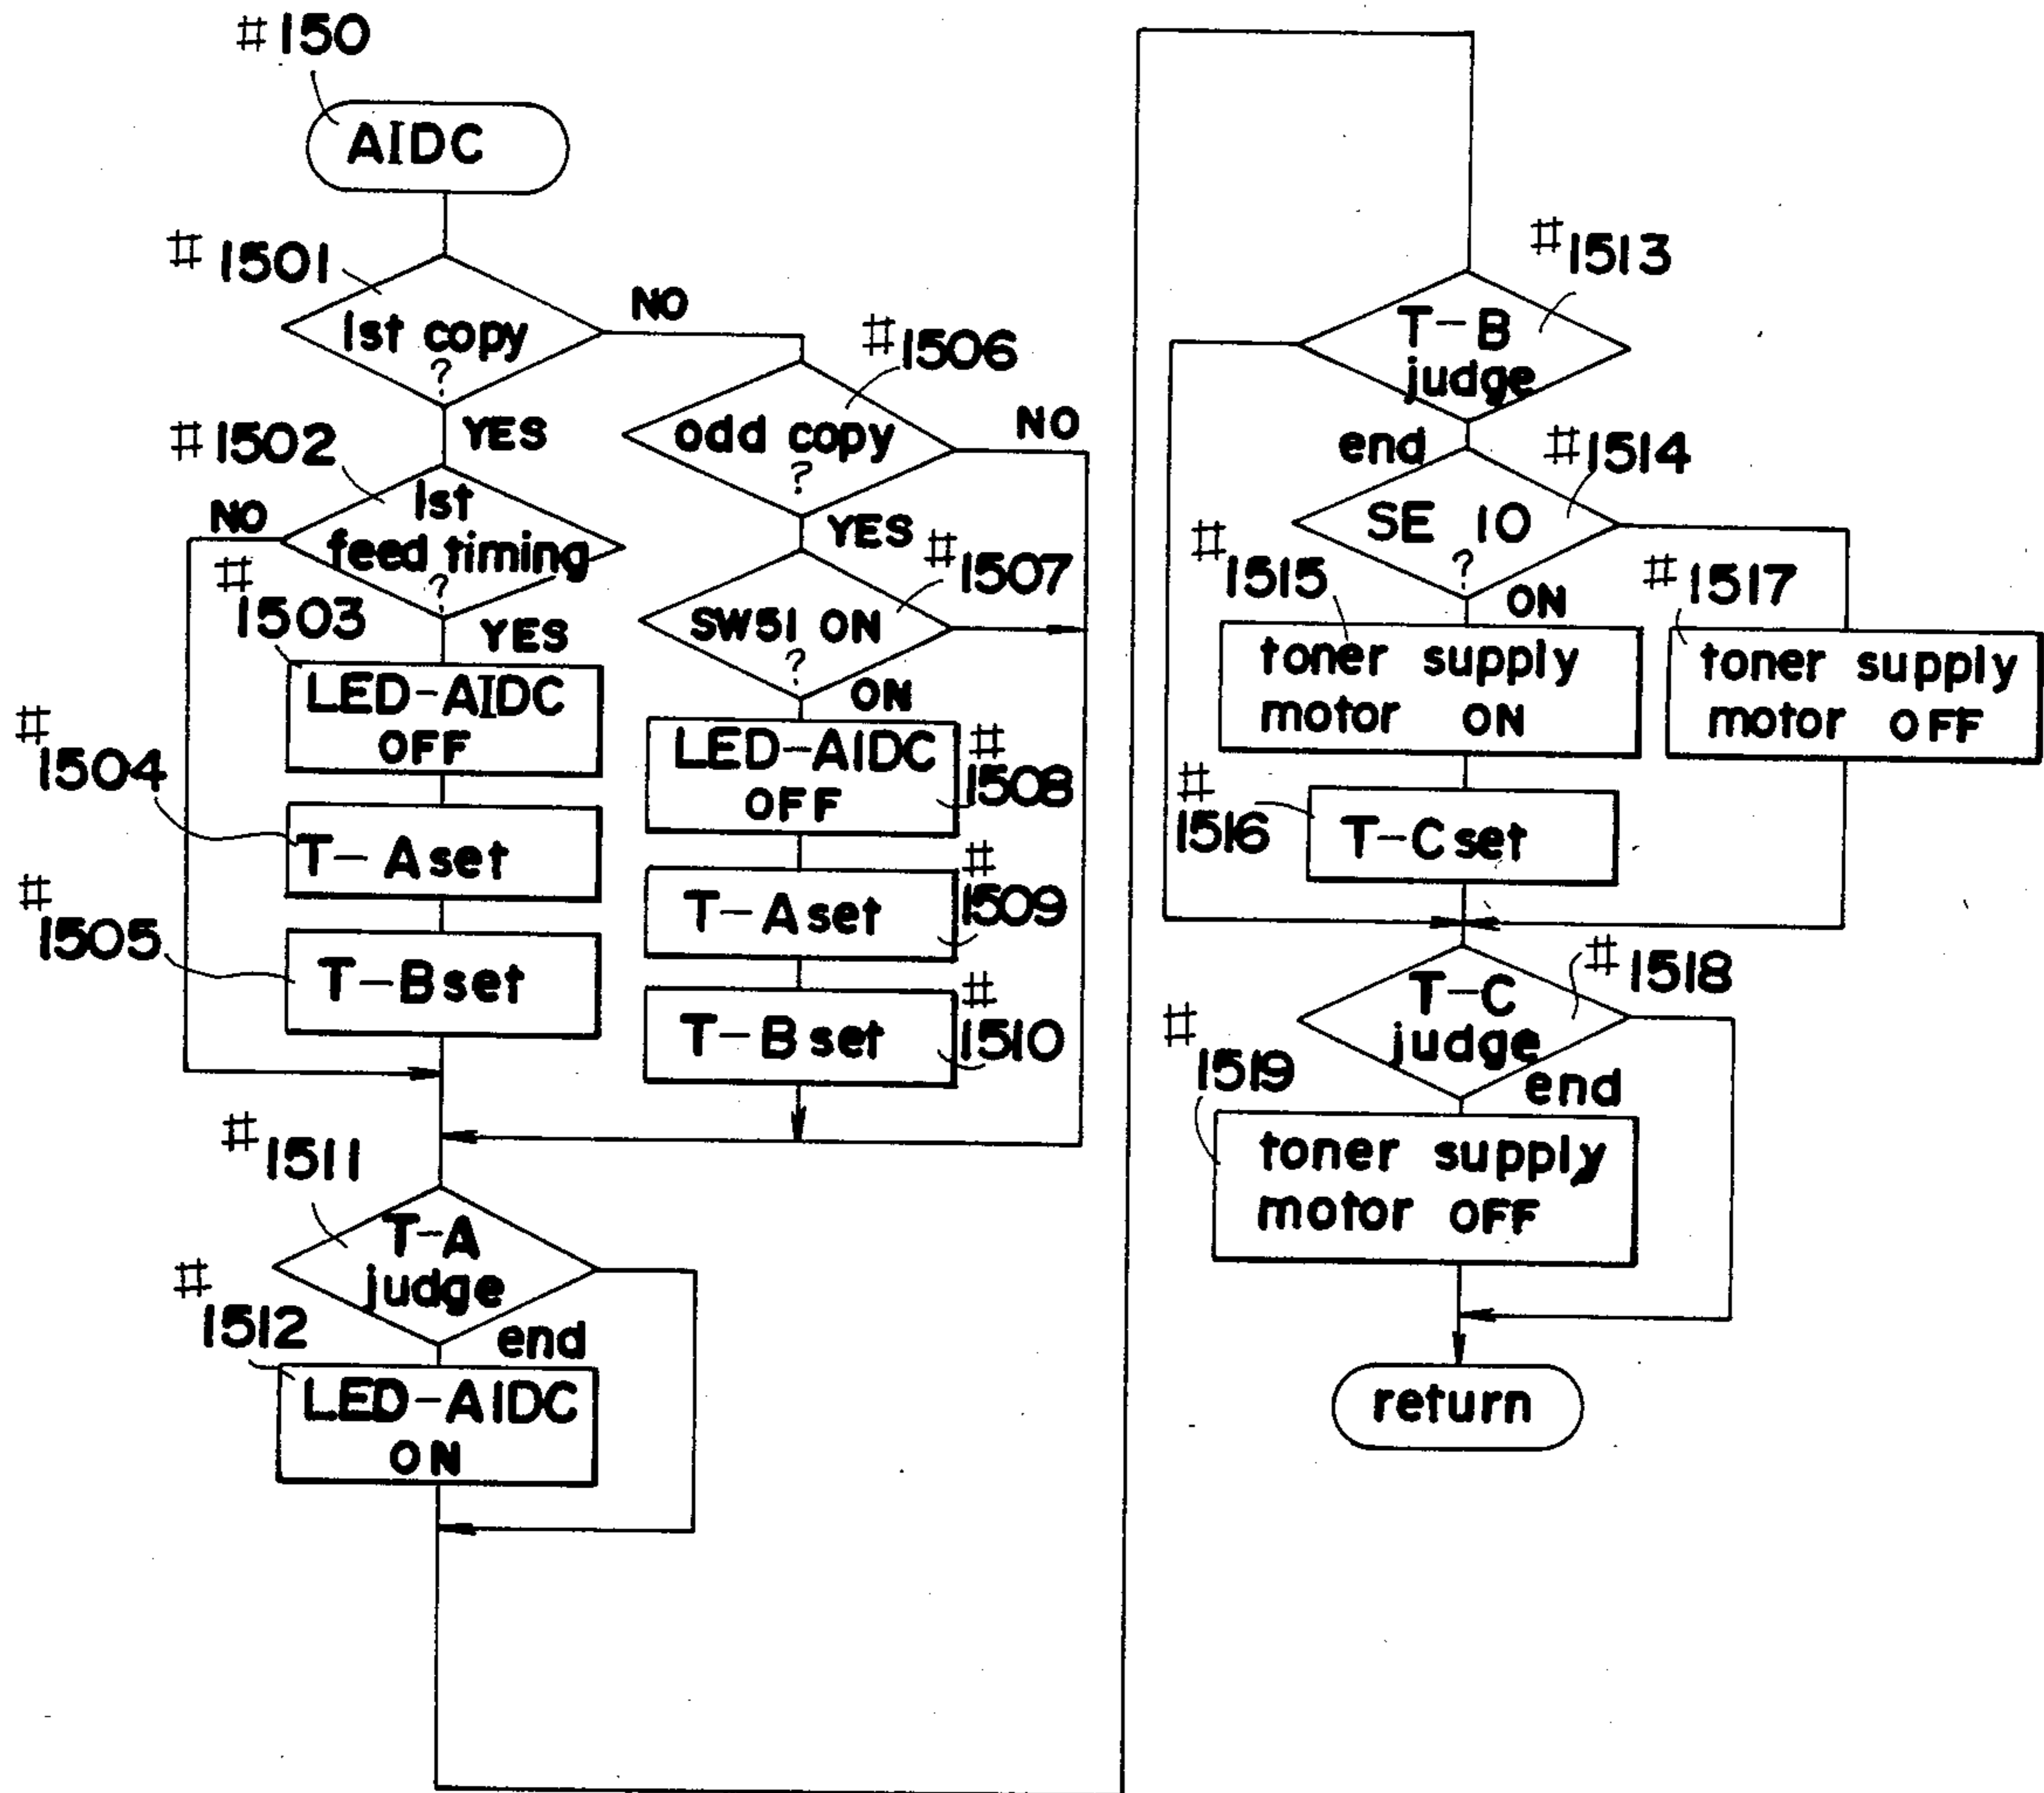 #150
AIDC
#1501
1st copy
?
NO
YES
#1502
1st
feed timing
?
NO
YES
#1503
LED-AIDC
OFF
#1504
T-A set
#1505
T-B set
#1506
odd copy
?
NO
YES
#1507
SW51 ON
?
ON
LED-AIDC
OFF
#1508
T-A set
#1509
T-B set
#1510
#1511
T-A
judge
end
#1512
LED-AIDC
ON
#1513
T-B
judge
end
#1514
SE 10
?
ON
#1515
toner supply
motor ON
#1517
toner supply
motor OFF
#1516
T-C set
#1518
T-C
judge
end
#1519
toner supply
motor OFF
return